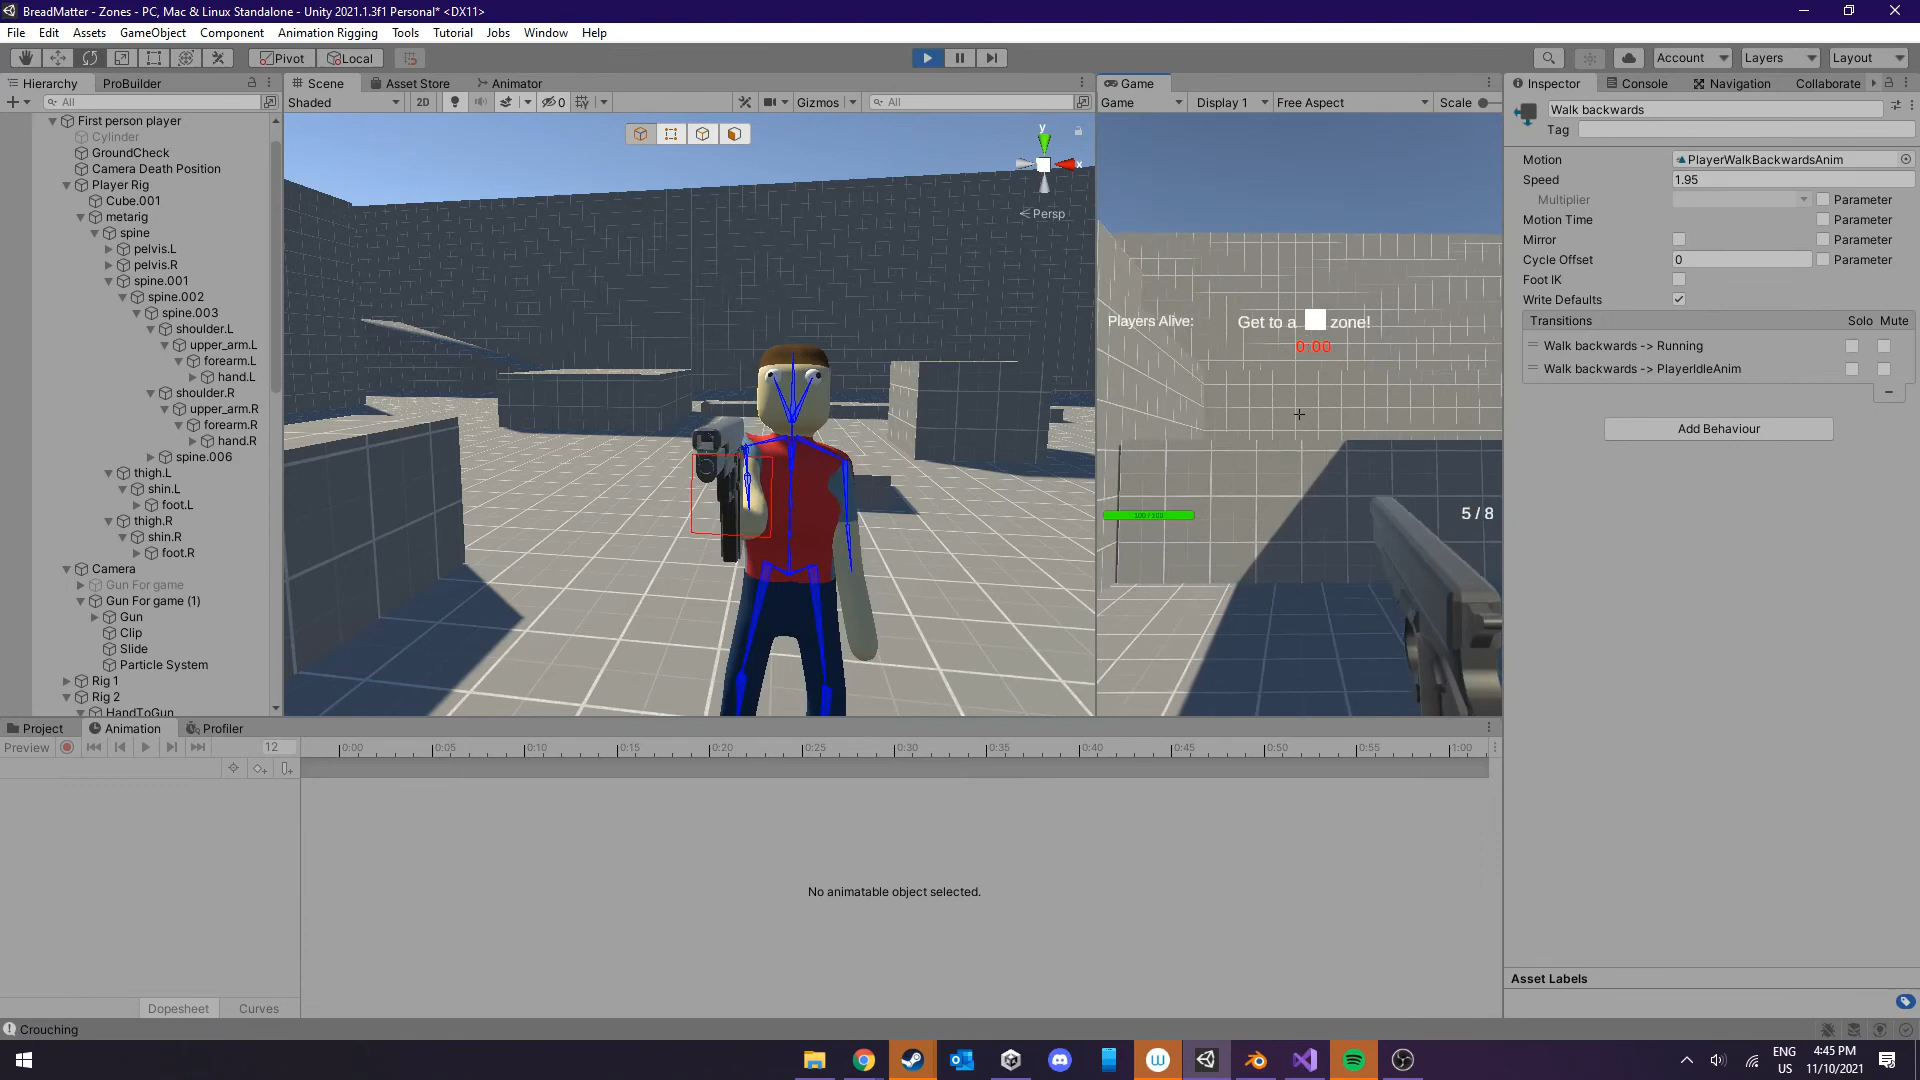 BreadMatter - Zones - PC, Mac & Linux Standalone - Unity 2021.1.3f1 Personal* <DX11>
File Edit Assets GameObject Component Animation Rigging Tools Tutorial Jobs Window Help
Pivot Local Account Layers Layout
Hierarchy ProBuilder
All
First person player
Cylinder
GroundCheck
Camera Death Position
Player Rig
Cube.001
metarig
spine
pelvis.L
pelvis.R
spine.001
spine.002
spine.003
shoulder.L
upper_arm.L
forearm.L
hand.L
shoulder.R
upper_arm.R
forearm.R
hand.R
spine.006
thigh.L
shin.L
foot.L
thigh.R
shin.R
foot.R
Camera
Gun For game
Gun For game (1)
Gun
Clip
Slide
Particle System
Rig 1
Rig 2
HandToGun
Scene Asset Store Animator
Shaded 2D 0 Gizmos All
y
x
Persp
Game
Game Display 1 Free Aspect Scale
Players Alive: Get to a zone!
0:00
100 / 100
5 / 8
Inspector Console Navigation Collaborate
Walk backwards
Tag
Motion PlayerWalkBackwardsAnim
Speed 1.95
Multiplier Parameter
Motion Time Parameter
Mirror Parameter
Cycle Offset 0 Parameter
Foot IK
Write Defaults
Transitions Solo Mute
Walk backwards -> Running
Walk backwards -> PlayerIdleAnim
Add Behaviour
Asset Labels
Project Animation Profiler
Preview 12
0:00 0:05 0:10 0:15 0:20 0:25 0:30 0:35 0:40 0:45 0:50 0:55 1:00
No animatable object selected.
Dopesheet Curves
Crouching
ENG
US
4:45 PM
11/10/2021